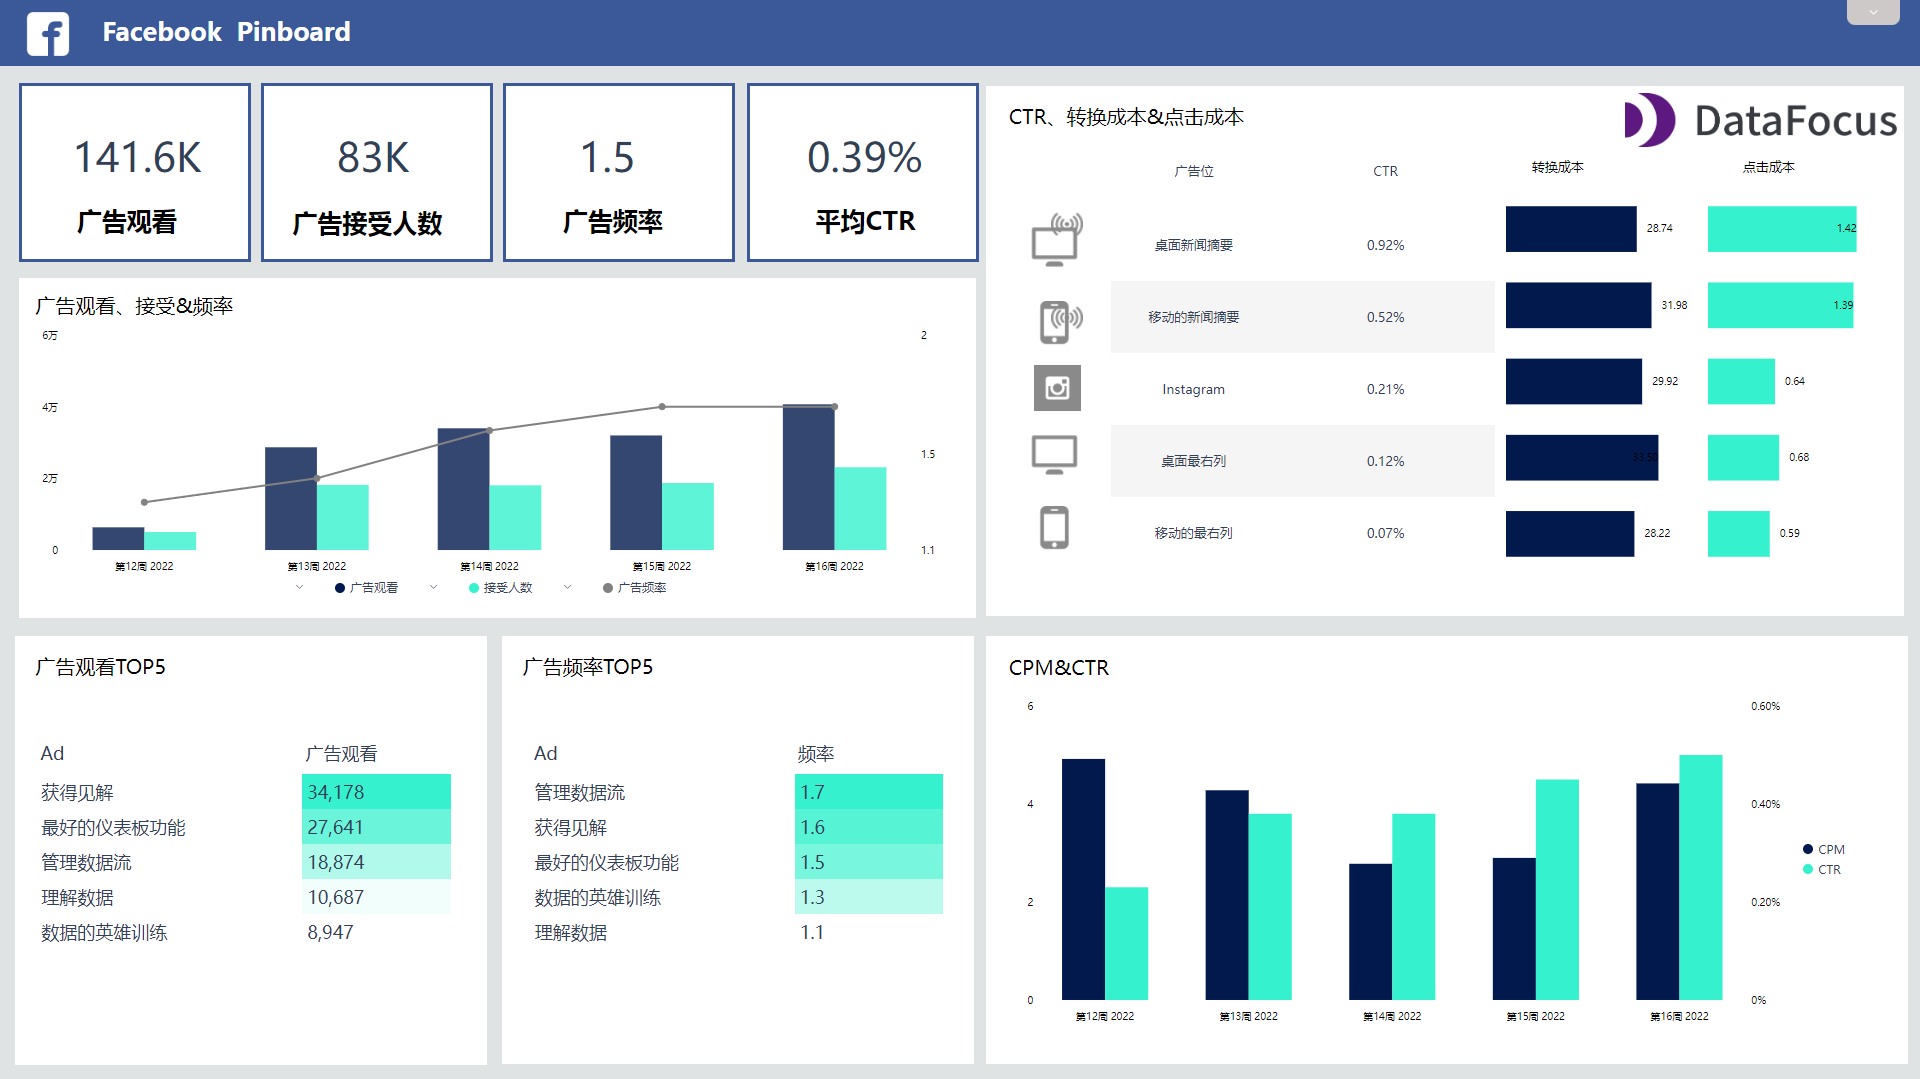 Facebook Pinboard
141.6K
广告观看
83K
广告接受人数
1.5
广告频率
0.39%
平均CTR
CTR、转换成本&点击成本
DataFocus
广告位 CTR 转换成本 点击成本
桌面新闻摘要 0.92% 28.74 1.42
移动的新闻摘要 0.52% 31.98 1.39
Instagram 0.21% 29.92 0.64
桌面最右列 0.12% 33.50 0.68
移动的最右列 0.07% 28.22 0.59
广告观看、接受&频率
6万 2
4万
1.5
2万
0 1.1
第12周 2022 第13周 2022 第14周 2022 第15周 2022 第16周 2022
广告观看 接受人数 广告频率
广告观看TOP5
Ad 广告观看
获得见解 34,178
最好的仪表板功能 27,641
管理数据流 18,874
理解数据 10,687
数据的英雄训练 8,947
广告频率TOP5
Ad 频率
管理数据流 1.7
获得见解 1.6
最好的仪表板功能 1.5
数据的英雄训练 1.3
理解数据 1.1
CPM&CTR
6 0.60%
4 0.40%
CPM
CTR
2 0.20%
0 0%
第12周 2022 第13周 2022 第14周 2022 第15周 2022 第16周 2022